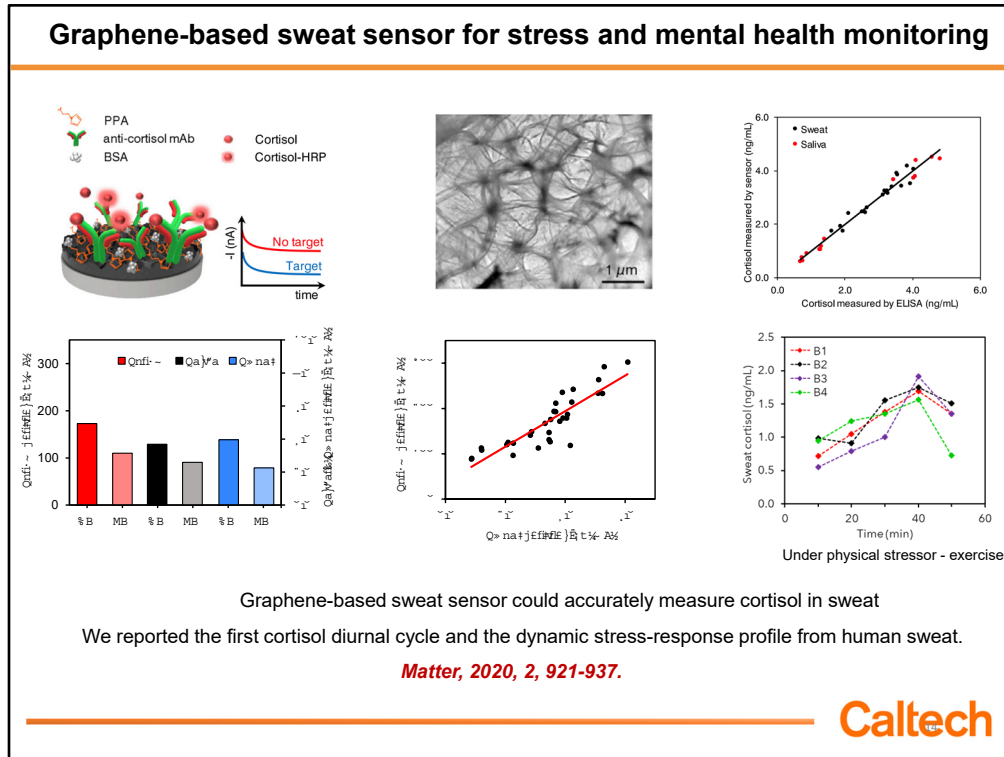 Graphene-based sweat sensor for stress and mental health monitoring
PPA
anti-cortisol mAb
BSA
Cortisol
Cortisol-HRP
-I (nA)
No target
Target
time
1 µm
Cortisol measured by sensor (ng/mL)
6.0
4.0
2.0
0.0
Sweat
Saliva
0.0 2.0 4.0 6.0
Cortisol measured by ELISA (ng/mL)
300
200
100
0
%B MB %B MB %B MB
Sweat cortisol (ng/mL)
2.5
2.0
1.5
1.0
0.5
0.0
B1
B2
B3
B4
0 20 40 60
Time (min)
Under physical stressor - exercise
Graphene-based sweat sensor could accurately measure cortisol in sweat
We reported the first cortisol diurnal cycle and the dynamic stress-response profile from human sweat.
Matter, 2020, 2, 921-937.
Caltech